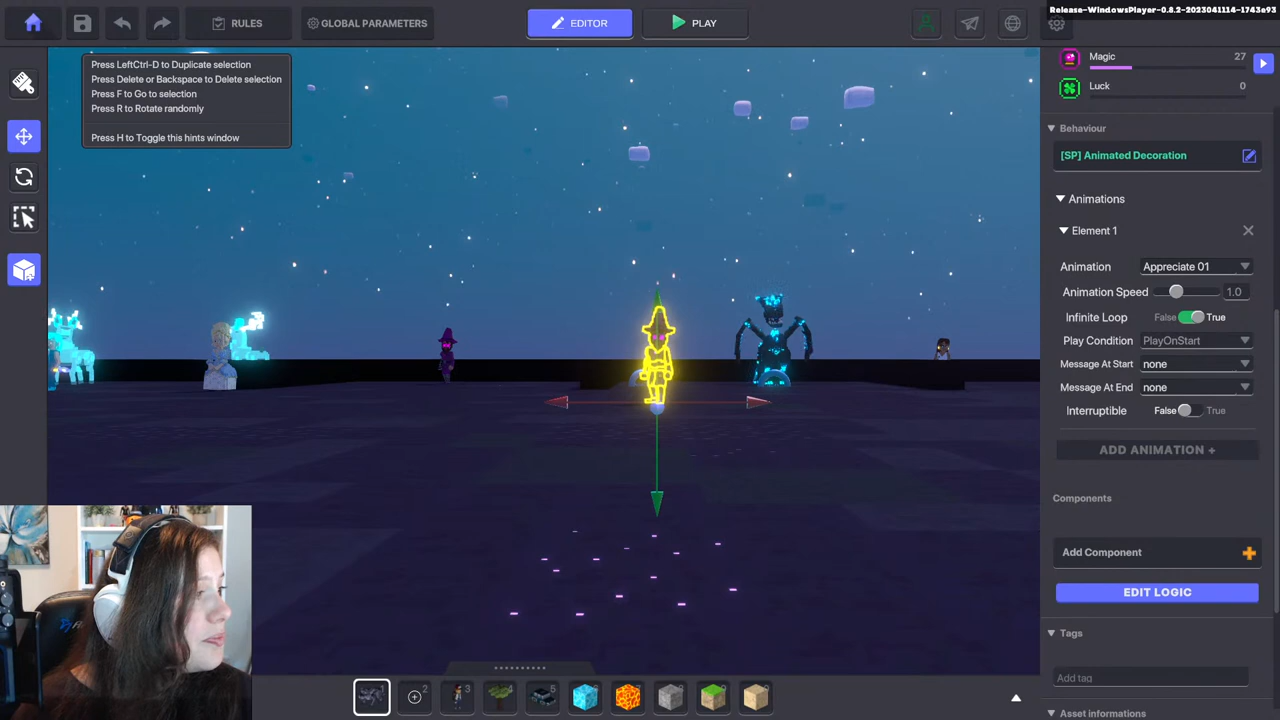 Release-WindowsPlayer-0.8.2-2023041114-1743e93
RULES
GLOBAL PARAMETERS
EDITOR
PLAY
Press LeftCtrl-D to Duplicate selection
Press Delete or Backspace to Delete selection
Press F to Go to selection
Press R to Rotate randomly
Press H to Toggle this hints window
Magic 27
Luck 0
Behaviour
[SP] Animated Decoration
Animations
Element 1
Animation Appreciate 01
Animation Speed 1.0
Infinite Loop False True
Play Condition PlayOnStart
Message At Start none
Message At End none
Interruptible False True
ADD ANIMATION +
Components
Add Component
EDIT LOGIC
Tags
Add tag
Asset informations
2
3
5